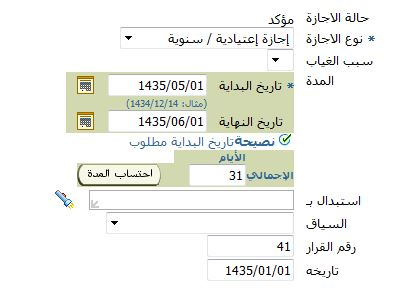 حالة الاجازة مؤكد
* نوع الاجازة إجازة إعتيادية / سنوية
سبب الغياب
المدة
* تاريخ البداية 1435/05/01
(مثال: 1434/12/14)
تاريخ النهاية 1435/06/01
نصيحة تاريخ البداية مطلوب
الأيام
الإجمالي 31 احتساب المدة
استبدال بـ
السياق
رقم القرار 41
تاريخه 1435/01/01